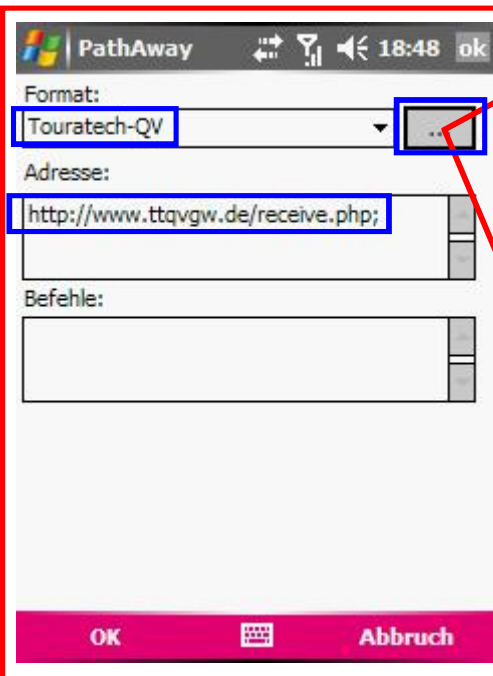 PathAway 18:48 ok
Format:
Touratech-QV ...
Adresse:
http://www.ttqvgw.de/receive.php;
Befehle:
OK Abbruch